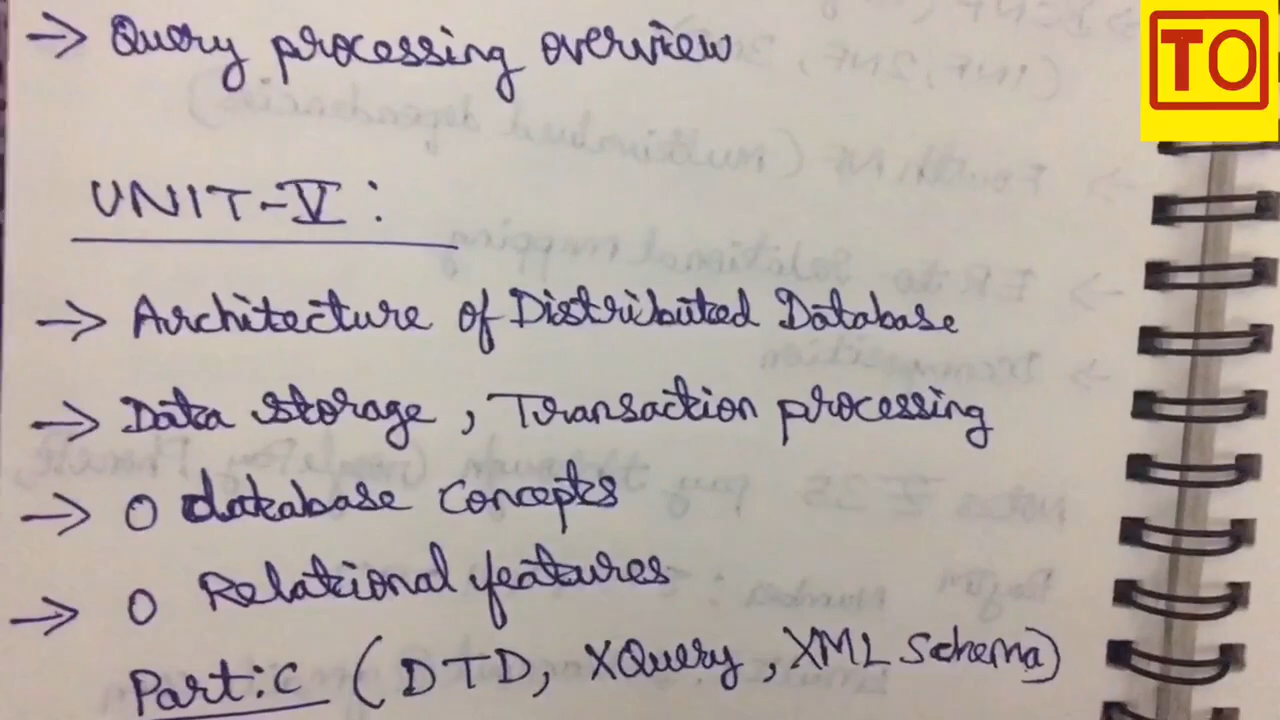 TO
→ Query processing overview
UNIT-V :
→ Architecture of Distributed Database
→ Data storage , Transaction processing
→ O database concepts
→ O Relational features
Part:C (DTD, XQuery, XML Schema)